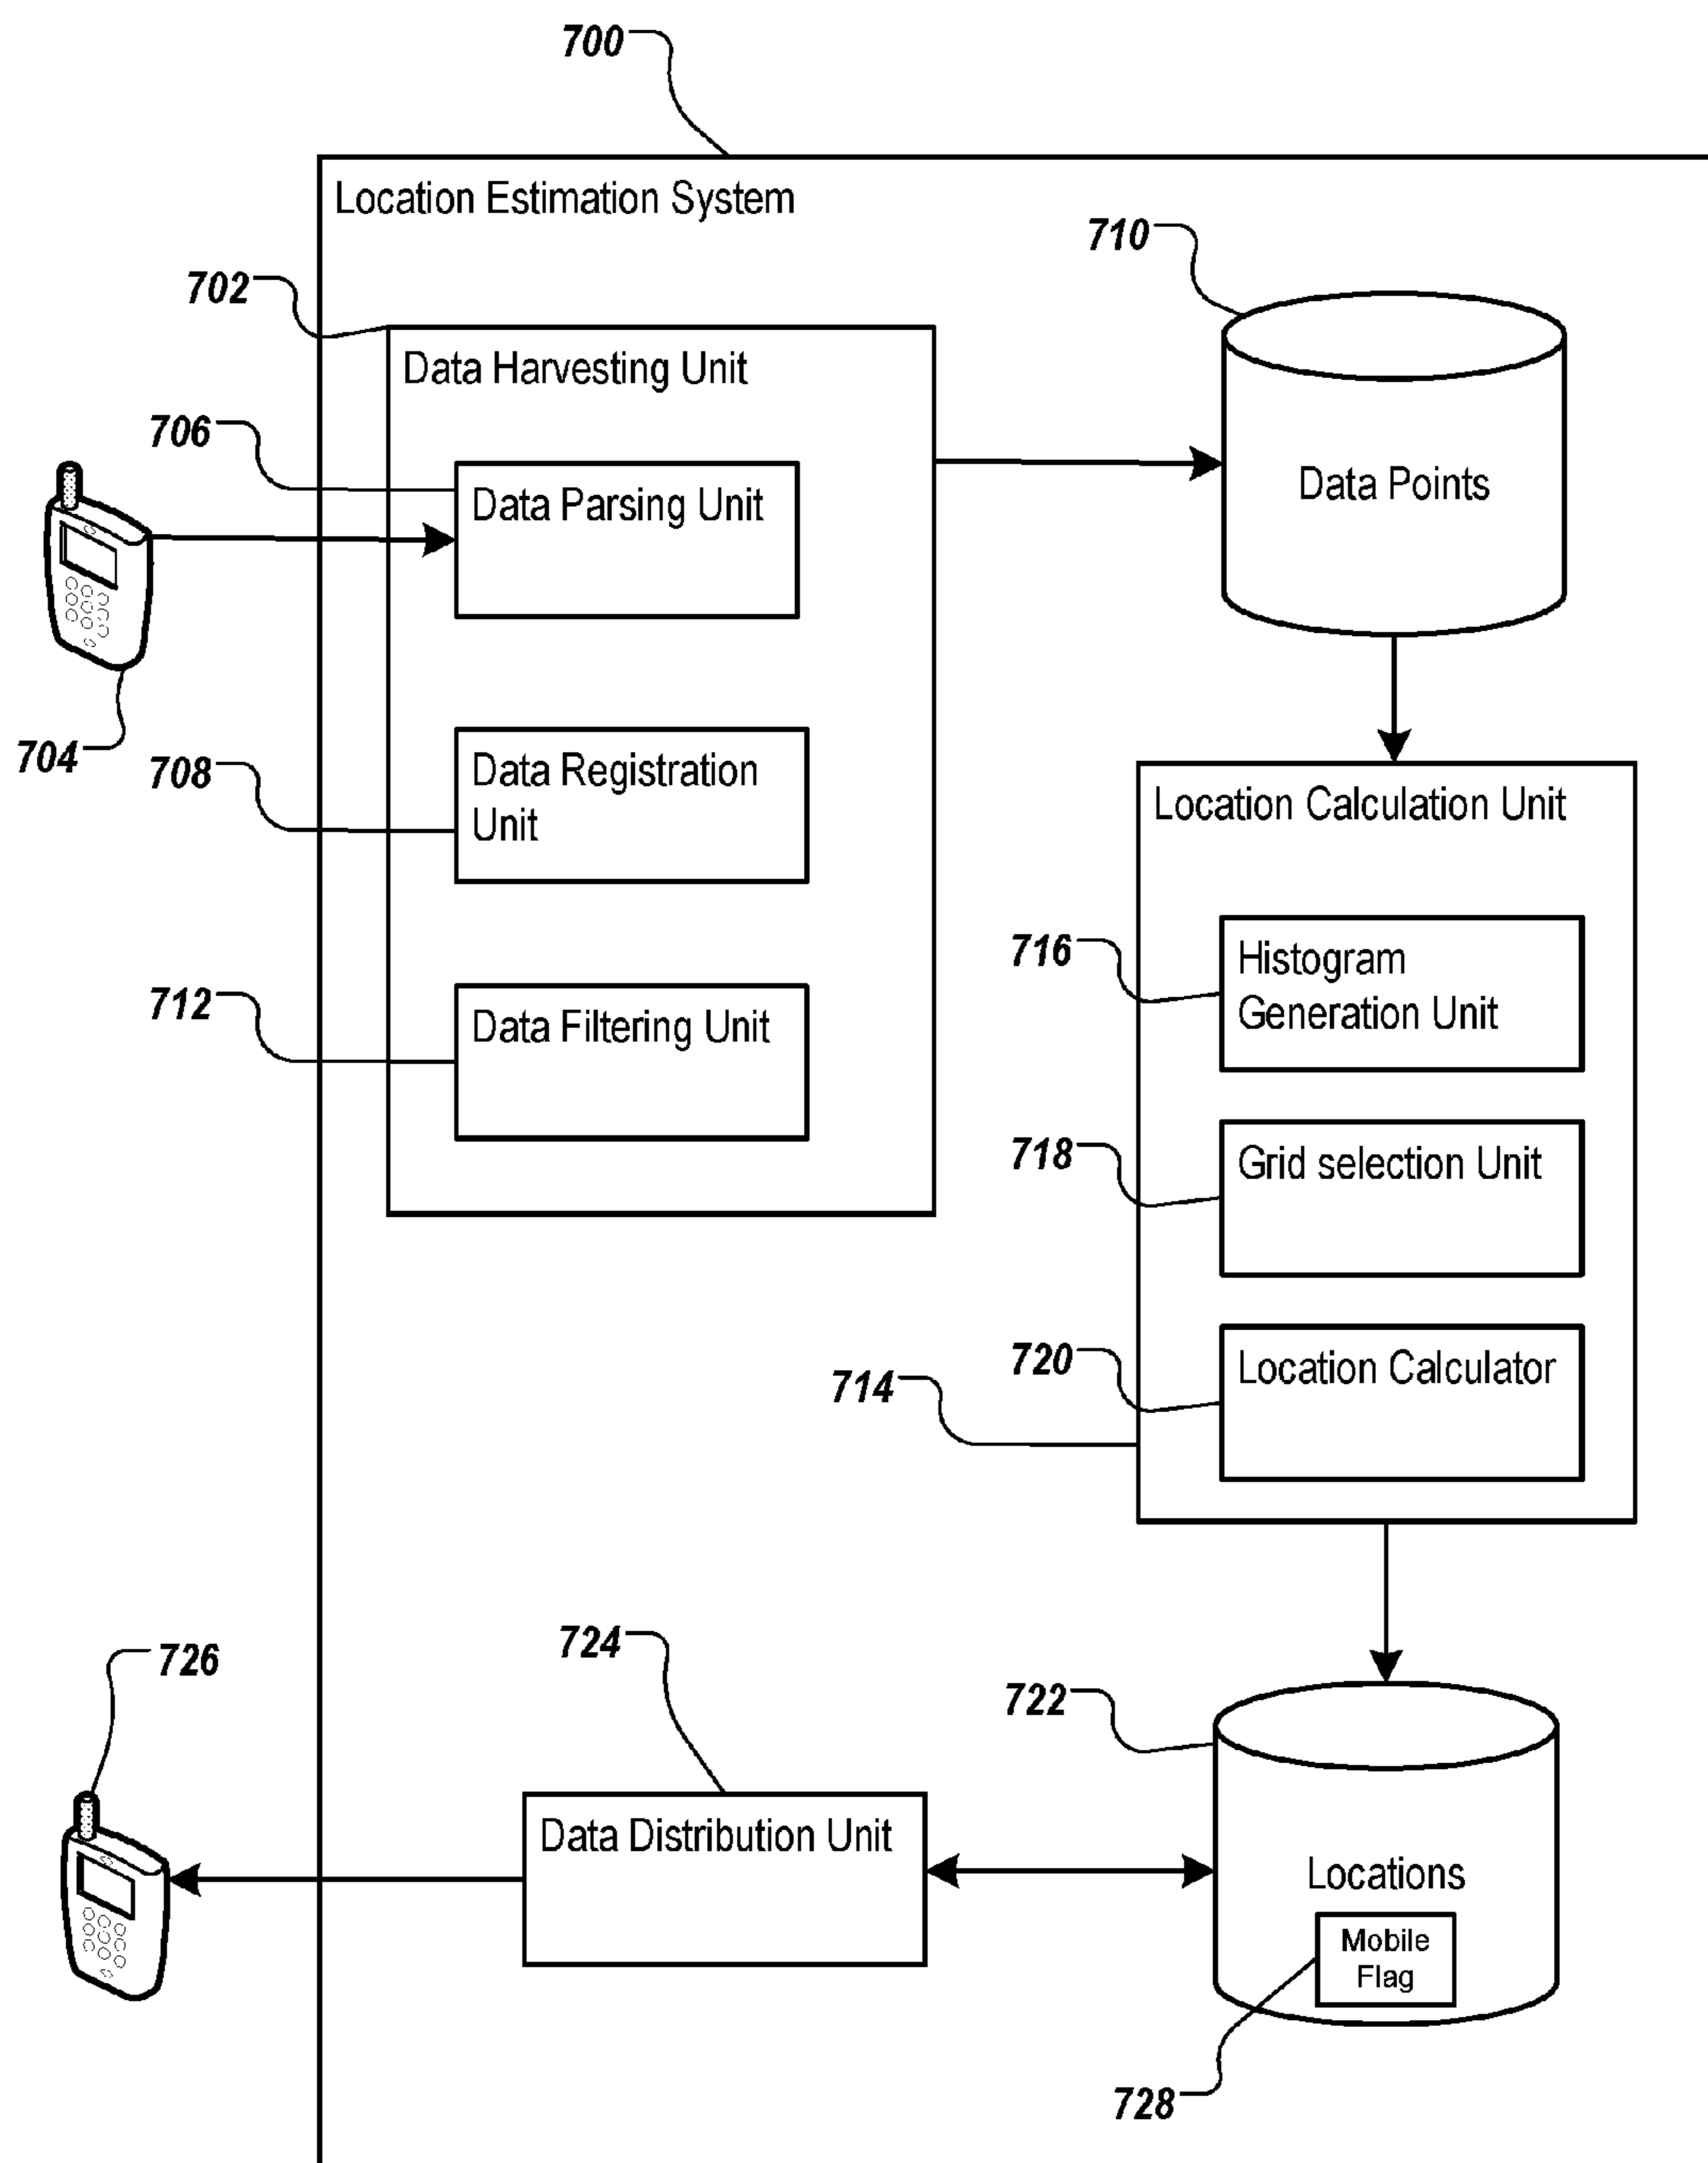 700
Location Estimation System
710
702
Data Harvesting Unit
706
Data Parsing Unit
Data Points
704
708
Data Registration
Unit
Location Calculation Unit
712
Data Filtering Unit
716
Histogram
Generation Unit
718
Grid selection Unit
720
Location Calculator
714
726
724
722
Data Distribution Unit
Locations
Mobile
Flag
728